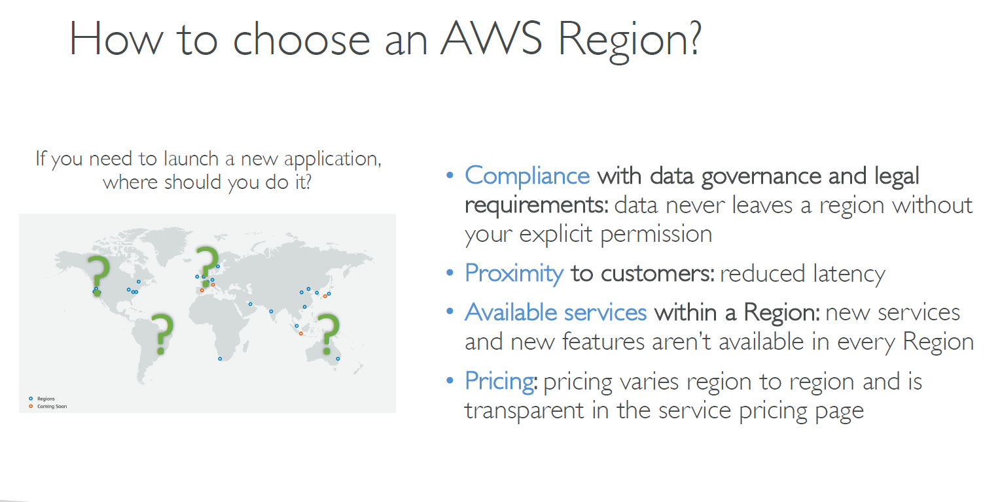 How to choose an AWS Region?
If you need to launch a new application,
where should you do it?
Regions
Coming Soon
• Compliance with data governance and legal
requirements: data never leaves a region without
your explicit permission
• Proximity to customers: reduced latency
• Available services within a Region: new services
and new features aren't available in every Region
• Pricing: pricing varies region to region and is
transparent in the service pricing page
? ? ? ?